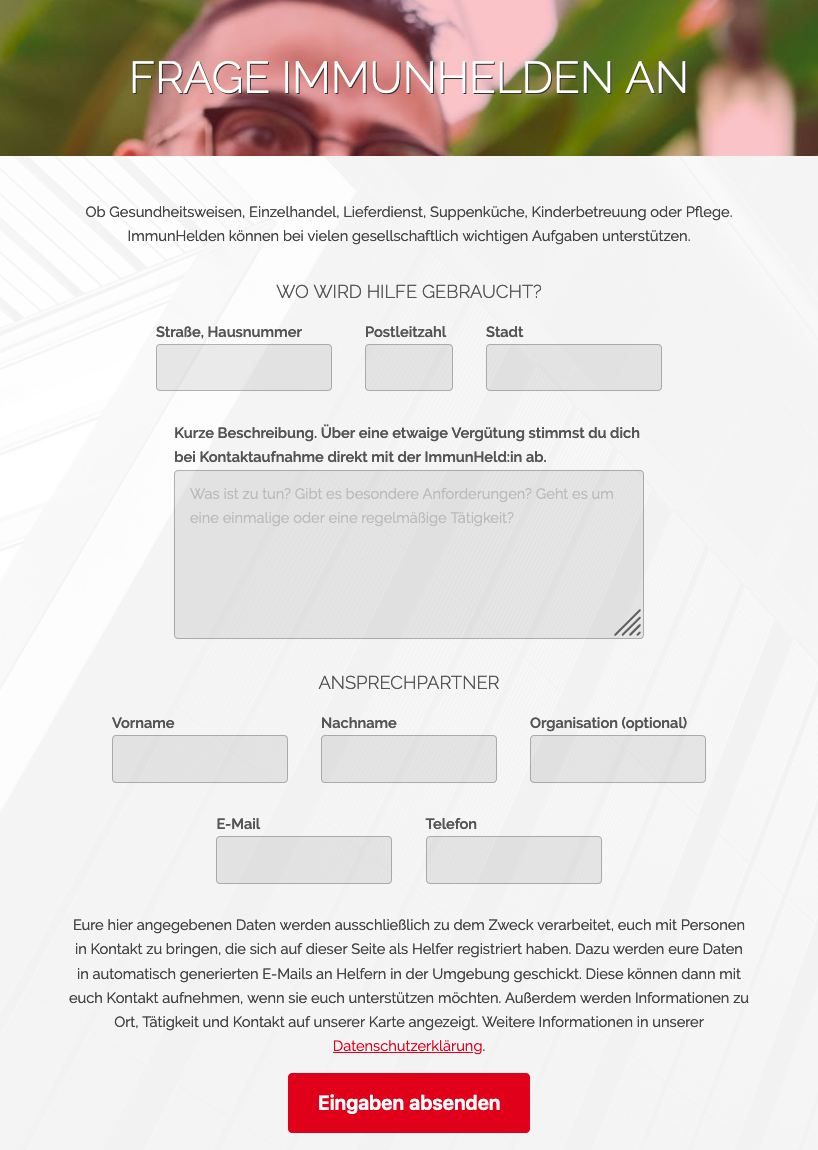 FRAGE IMMUNHELDEN AN
Ob Gesundheitsweisen, Einzelhandel, Lieferdienst, Suppenküche, Kinderbetreuung oder Pflege.
ImmunHelden können bei vielen gesellschaftlich wichtigen Aufgaben unterstützen.
WO WIRD HILFE GEBRAUCHT?
Straße, Hausnummer Postleitzahl Stadt
Kurze Beschreibung. Über eine etwaige Vergütung stimmst du dich
bei Kontaktaufnahme direkt mit der ImmunHeld:in ab.
Was ist zu tun? Gibt es besondere Anforderungen? Geht es um
eine einmalige oder eine regelmäßige Tätigkeit?
ANSPRECHPARTNER
Vorname Nachname Organisation (optional)
E-Mail Telefon
Eure hier angegebenen Daten werden ausschließlich zu dem Zweck verarbeitet, euch mit Personen
in Kontakt zu bringen, die sich auf dieser Seite als Helfer registriert haben. Dazu werden eure Daten
in automatisch generierten E-Mails an Helfern in der Umgebung geschickt. Diese können dann mit
euch Kontakt aufnehmen, wenn sie euch unterstützen möchten. Außerdem werden Informationen zu
Ort, Tätigkeit und Kontakt auf unserer Karte angezeigt. Weitere Informationen in unserer
Datenschutzerklärung.
Eingaben absenden